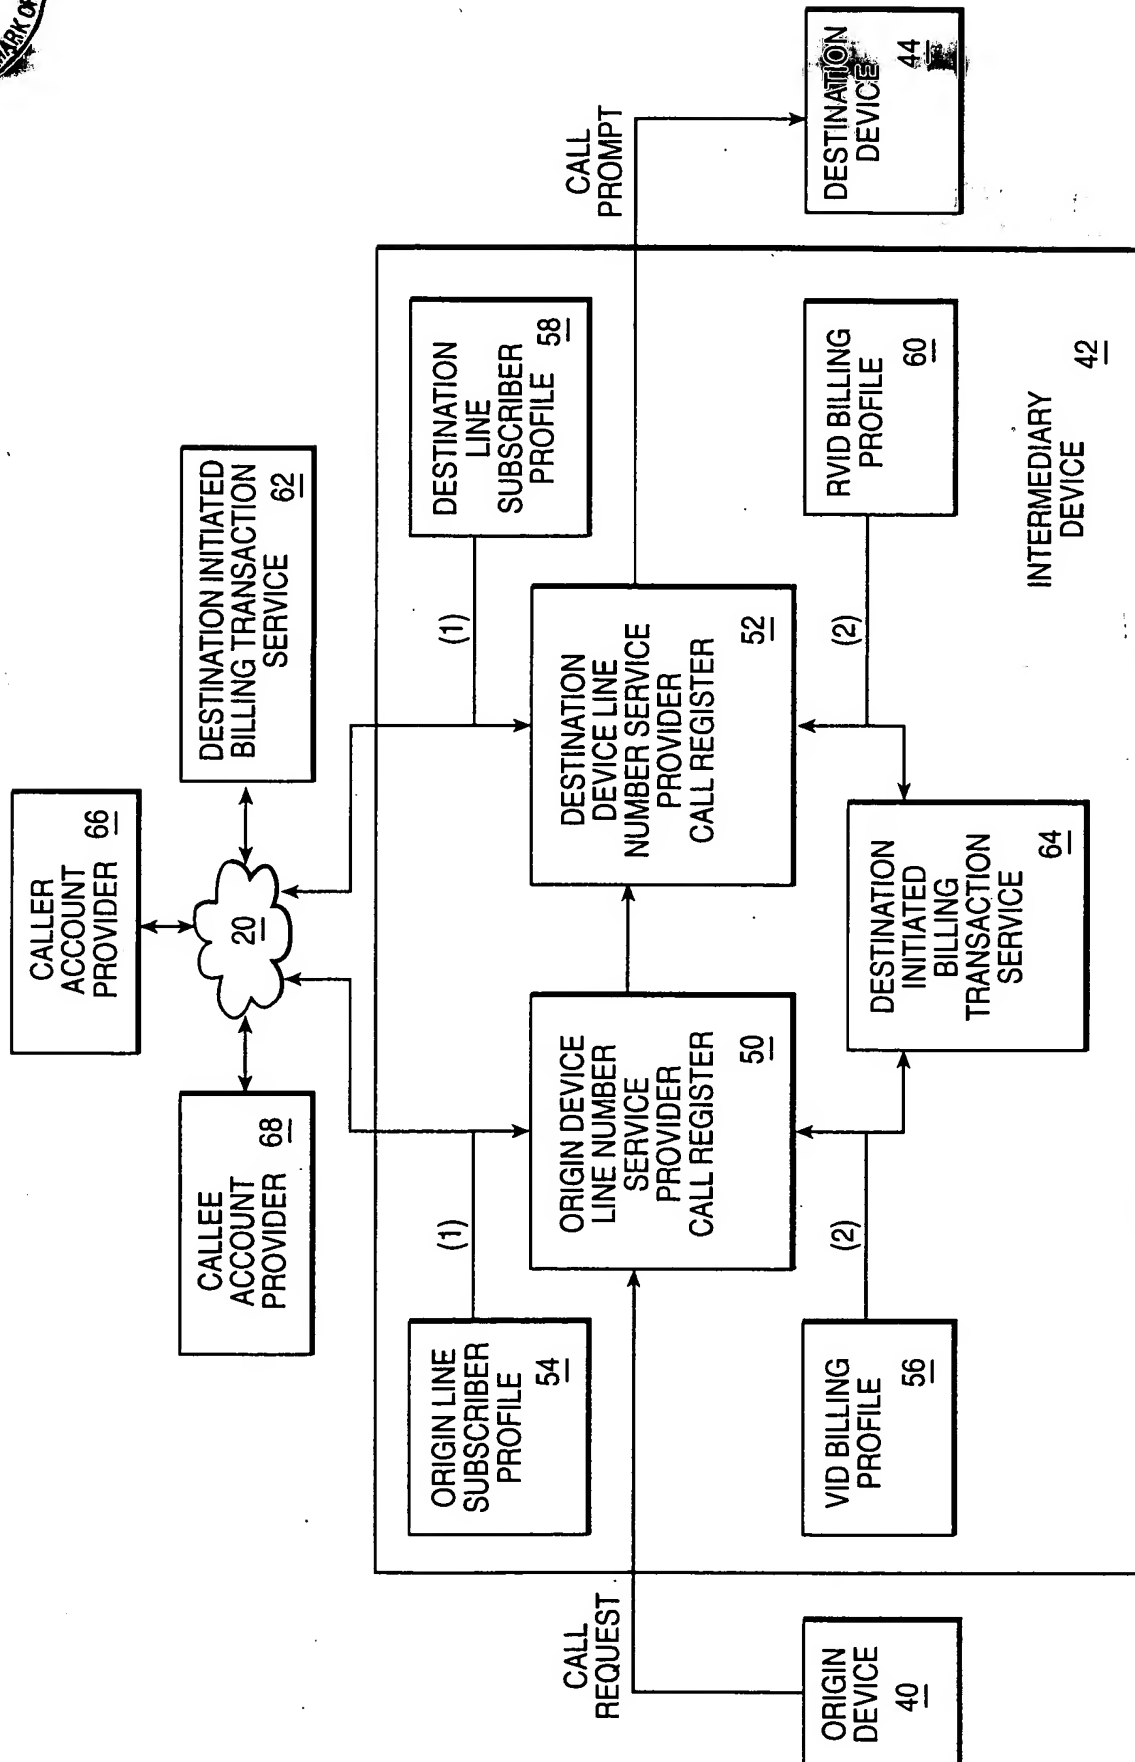 MARK
CALLER
ACCOUNT
PROVIDER 66
CALLEE
ACCOUNT
PROVIDER 68
20
DESTINATION INITIATED
BILLING TRANSACTION
SERVICE 62
ORIGIN LINE
SUBSCRIBER
PROFILE 54
(1)
(1)
DESTINATION
LINE
SUBSCRIBER
PROFILE 58
CALL
REQUEST
ORIGIN DEVICE
LINE NUMBER
SERVICE
PROVIDER
CALL REGISTER 50
DESTINATION
DEVICE LINE
NUMBER SERVICE
PROVIDER
CALL REGISTER 52
CALL
PROMPT
ORIGIN
DEVICE
40
VID BILLING
PROFILE 56
(2)
(2)
RVID BILLING
PROFILE 60
DESTINATION
DEVICE
44
DESTINATION
INITIATED
BILLING
TRANSACTION
SERVICE 64
INTERMEDIARY
DEVICE 42